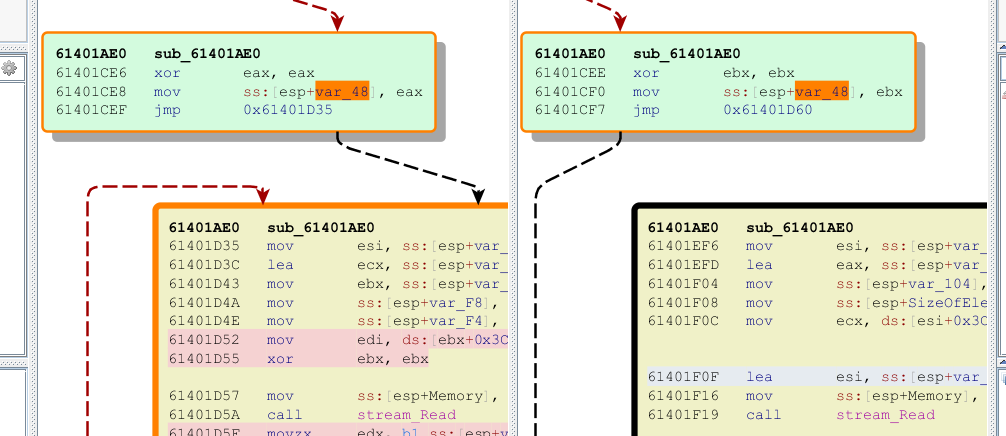 61401AE0 sub_61401AE0
61401CE6 xor eax, eax
61401CE8 mov ss:[esp+var_48], eax
61401CEF jmp 0x61401D35
61401AE0 sub_61401AE0
61401D35 mov esi, ss:[esp+var_
61401D3C lea ecx, ss:[esp+var_
61401D43 mov ebx, ss:[esp+var_
61401D4A mov ss:[esp+var_F8],
61401D4E mov ss:[esp+var_F4],
61401D52 mov edi, ds:[ebx+0x3C
61401D55 xor ebx, ebx
61401D57 mov ss:[esp+Memory],
61401D5A call stream_Read
61401D5F movzx edx, b1 ss:[esp+v
61401AE0 sub_61401AE0
61401CEE xor ebx, ebx
61401CF0 mov ss:[esp+var_48], ebx
61401CF7 jmp 0x61401D60
61401AE0 sub_61401AE0
61401EF6 mov esi, ss:[esp+var_
61401EFD lea eax, ss:[esp+var_
61401F04 mov ss:[esp+var_104],
61401F08 mov ss:[esp+SizeOfEle
61401F0C mov ecx, ds:[esi+0x3C
61401F0F lea esi, ss:[esp+var_
61401F16 mov ss:[esp+Memory],
61401F19 call stream_Read